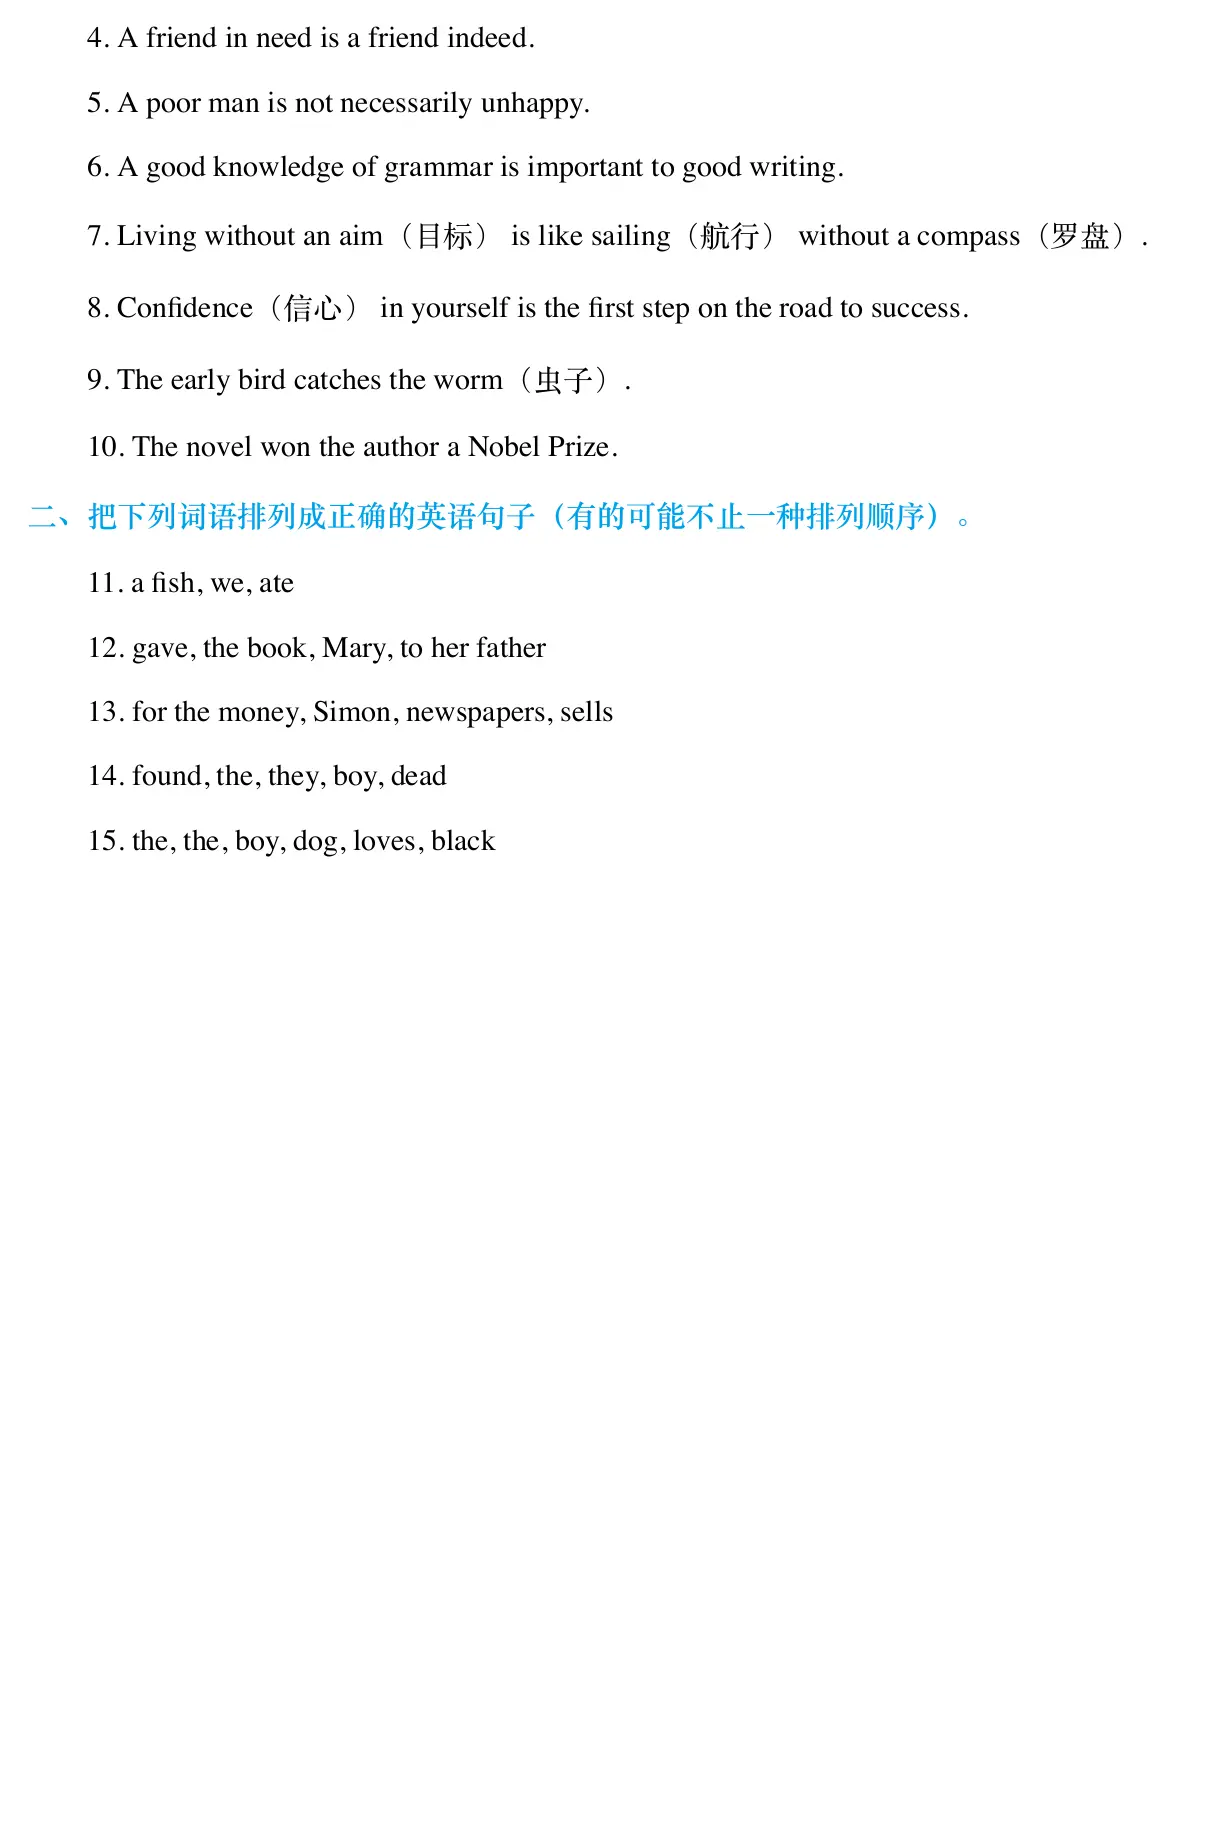 4. A friend in need is a friend indeed.
5. A poor man is not necessarily unhappy.
6. A good knowledge of grammar is important to good writing.
7. Living without an aim（目标） is like sailing（航行） without a compass（罗盘）.
8. Confidence（信心） in yourself is the first step on the road to success.
9. The early bird catches the worm（虫子）.
10. The novel won the author a Nobel Prize.
二、把下列词语排列成正确的英语句子（有的可能不止一种排列顺序）。
11. a fish, we, ate
12. gave, the book, Mary, to her father
13. for the money, Simon, newspapers, sells
14. found, the, they, boy, dead
15. the, the, boy, dog, loves, black